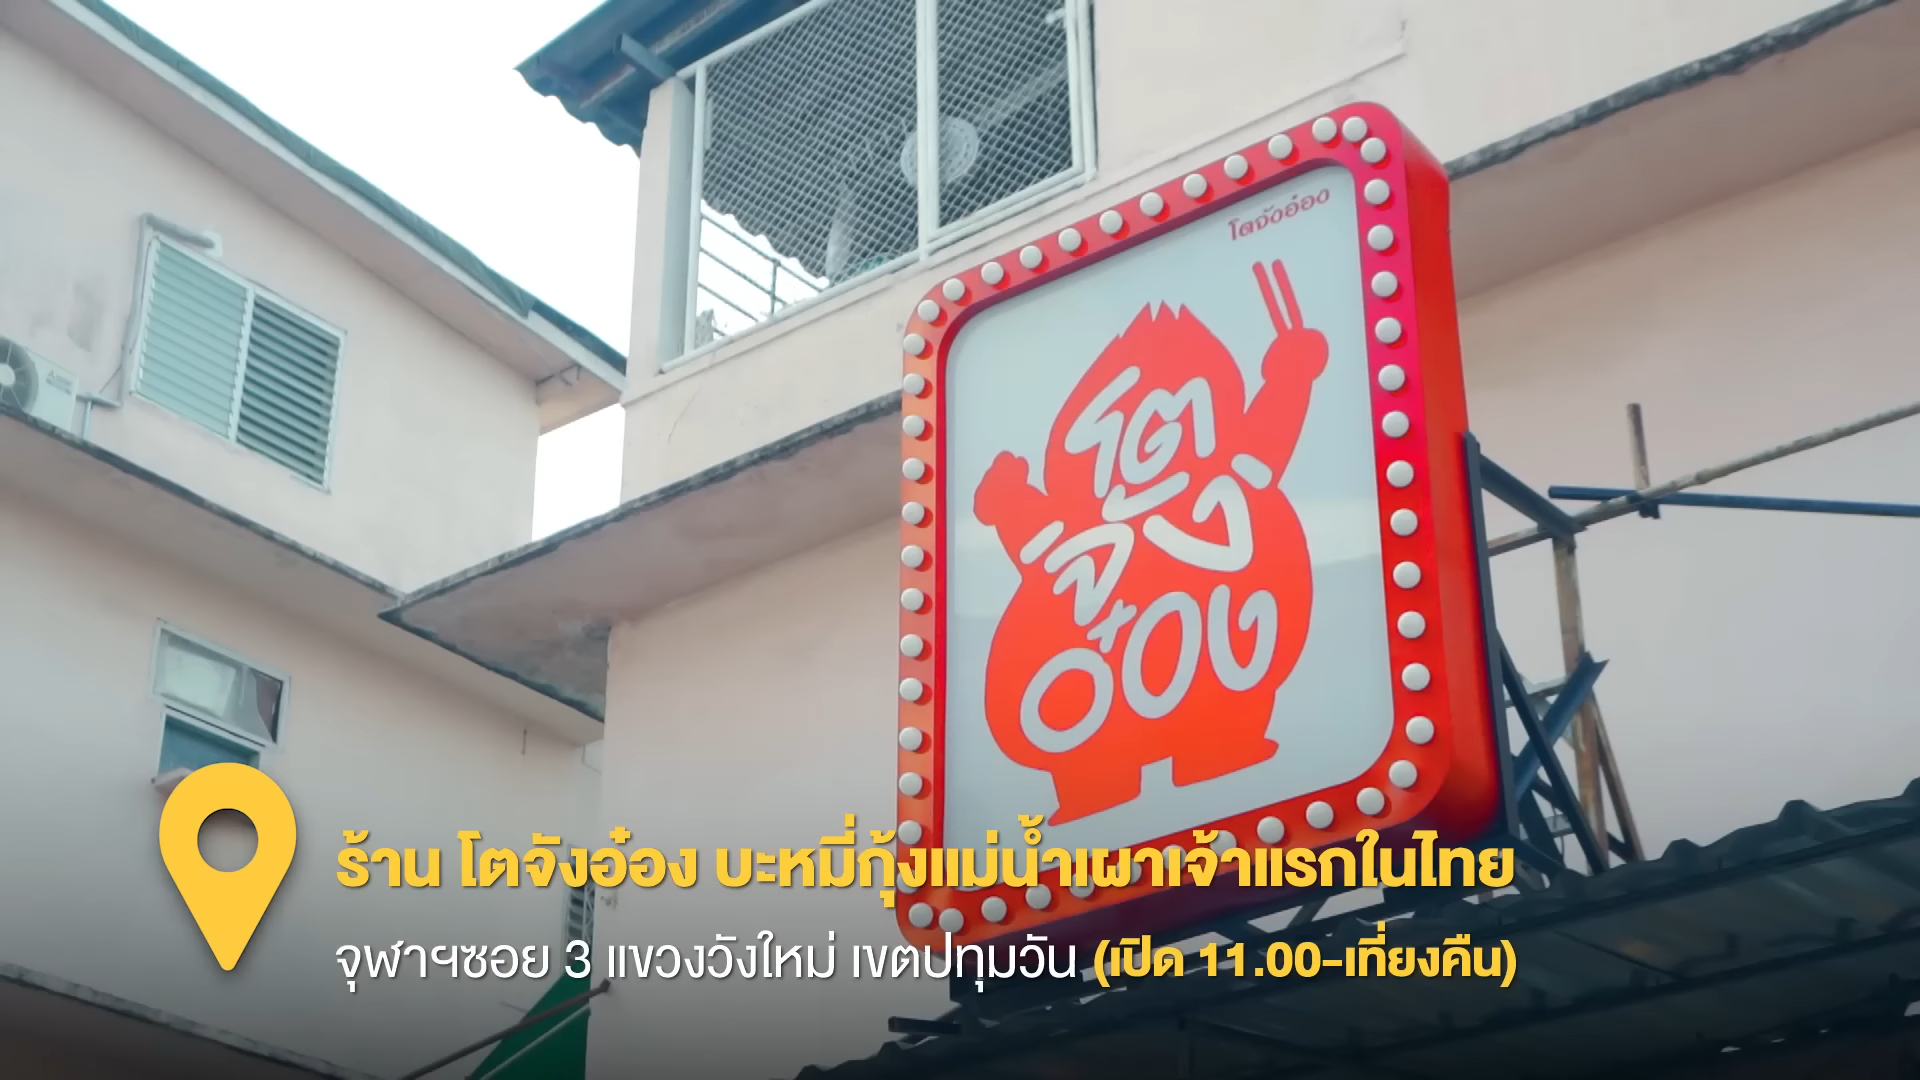 โตจังอ๋อง
โต
จัง
อ๋อง
ร้าน โตจังอ๋อง บะหมี่กุ้งแม่น้ำเผาเจ้าแรกในไทย
จุฬาฯซอย 3 แขวงวังใหม่ เขตปทุมวัน (เปิด 11.00-เที่ยงคืน)